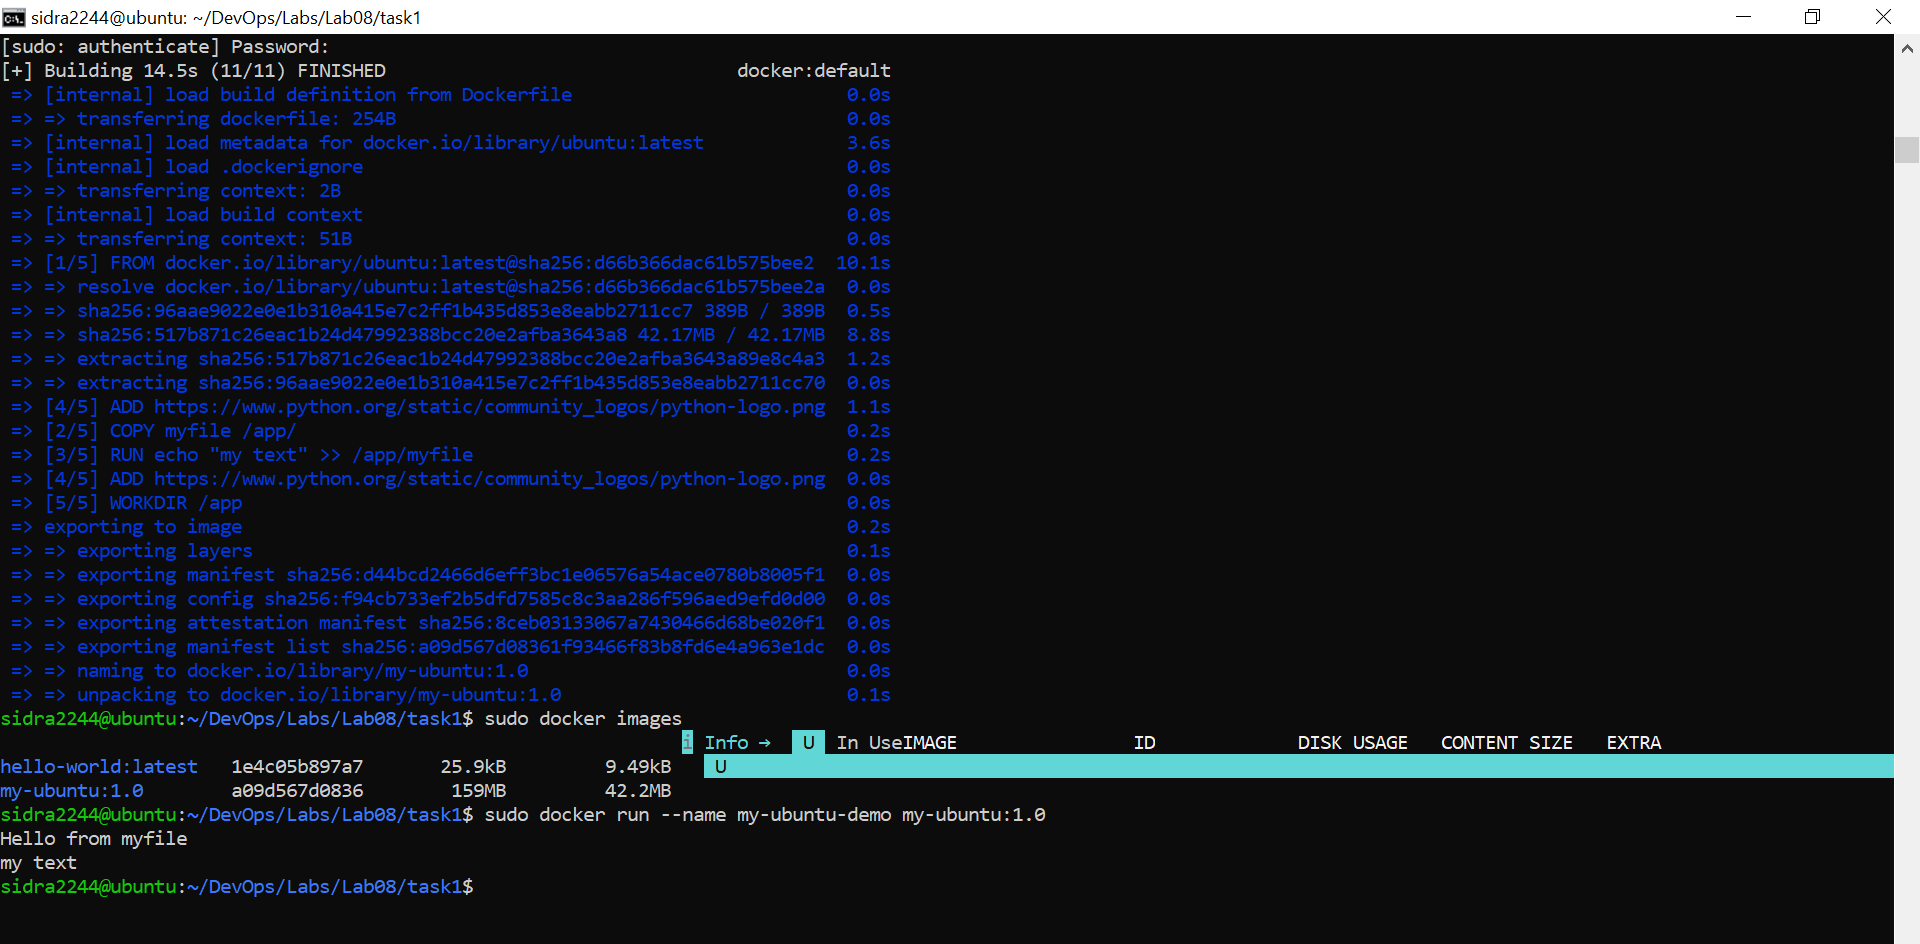 sidra2244@ubuntu: ~/DevOps/Labs/Lab08/task1
[sudo: authenticate] Password:
[+] Building 14.5s (11/11) FINISHED docker:default
=> [internal] load build definition from Dockerfile 0.0s
=> => transferring dockerfile: 254B 0.0s
=> [internal] load metadata for docker.io/library/ubuntu:latest 3.6s
=> [internal] load .dockerignore 0.0s
=> => transferring context: 2B 0.0s
=> [internal] load build context 0.0s
=> => transferring context: 51B 0.0s
=> [1/5] FROM docker.io/library/ubuntu:latest@sha256:d66b366dac61b575bee2 10.1s
=> => resolve docker.io/library/ubuntu:latest@sha256:d66b366dac61b575bee2a 0.0s
=> => sha256:96aae9022e0e1b310a415e7c2ff1b435d853e8eabb2711cc7 389B / 389B 0.5s
=> => sha256:517b871c26eac1b24d47992388bcc20e2afba3643a8 42.17MB / 42.17MB 8.8s
=> => extracting sha256:517b871c26eac1b24d47992388bcc20e2afba3643a89e8c4a3 1.2s
=> => extracting sha256:96aae9022e0e1b310a415e7c2ff1b435d853e8eabb2711cc70 0.0s
=> [4/5] ADD https://www.python.org/static/community_logos/python-logo.png 1.1s
=> [2/5] COPY myfile /app/ 0.2s
=> [3/5] RUN echo "my text" >> /app/myfile 0.2s
=> [4/5] ADD https://www.python.org/static/community_logos/python-logo.png 0.0s
=> [5/5] WORKDIR /app 0.0s
=> exporting to image 0.2s
=> => exporting layers 0.1s
=> => exporting manifest sha256:d44bcd2466d6eff3bc1e06576a54ace0780b8005f1 0.0s
=> => exporting config sha256:f94cb733ef2b5dfd7585c8c3aa286f596aed9efd0d00 0.0s
=> => exporting attestation manifest sha256:8ceb03133067a7430466d68be020f1 0.0s
=> => exporting manifest list sha256:a09d567d08361f93466f83b8fd6e4a963e1dc 0.0s
=> => naming to docker.io/library/my-ubuntu:1.0 0.0s
=> => unpacking to docker.io/library/my-ubuntu:1.0 0.1s
sidra2244@ubuntu:~/DevOps/Labs/Lab08/task1$ sudo docker images
i Info → U In UseIMAGE ID DISK USAGE CONTENT SIZE EXTRA
hello-world:latest 1e4c05b897a7 25.9kB 9.49kB U
my-ubuntu:1.0 a09d567d0836 159MB 42.2MB
sidra2244@ubuntu:~/DevOps/Labs/Lab08/task1$ sudo docker run --name my-ubuntu-demo my-ubuntu:1.0
Hello from myfile
my text
sidra2244@ubuntu:~/DevOps/Labs/Lab08/task1$